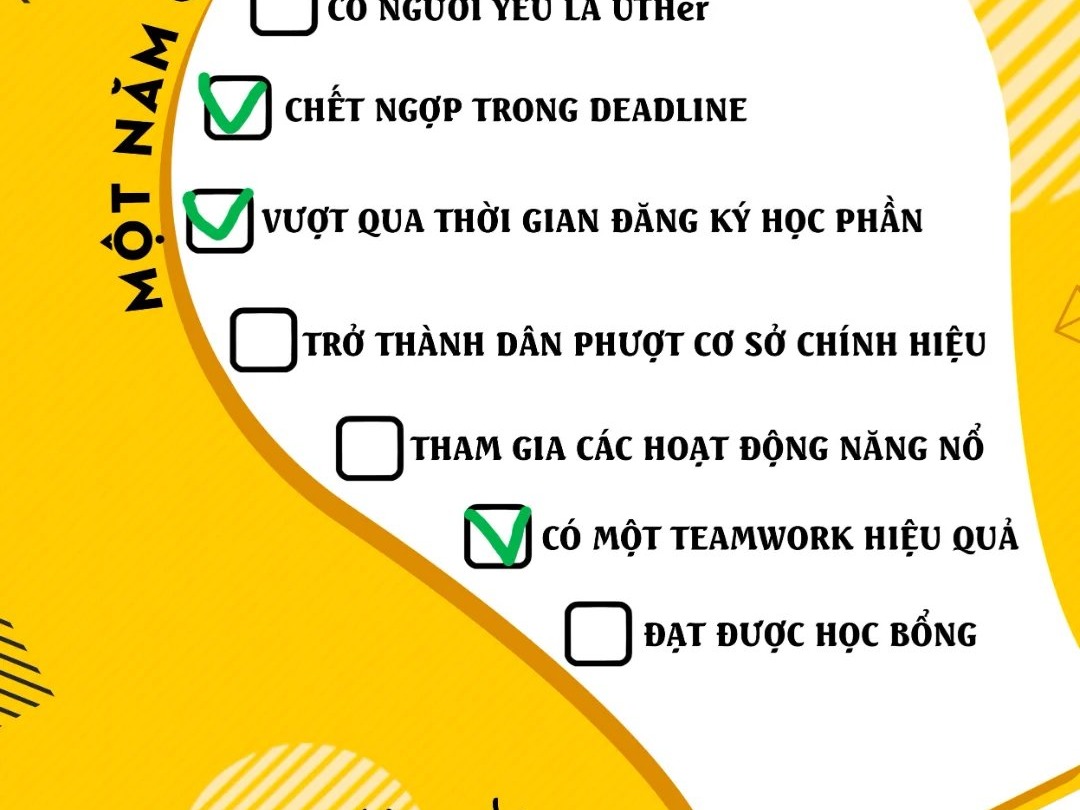 MỘT NĂM
CÓ NGƯỜI YÊU LÀ UTHer
CHẾT NGỢP TRONG DEADLINE
VƯỢT QUA THỜI GIAN ĐĂNG KÝ HỌC PHẦN
TRỞ THÀNH DÂN PHƯỢT CƠ SỞ CHÍNH HIỆU
THAM GIA CÁC HOẠT ĐỘNG NĂNG NỔ
CÓ MỘT TEAMWORK HIỆU QUẢ
ĐẠT ĐƯỢC HỌC BỔNG